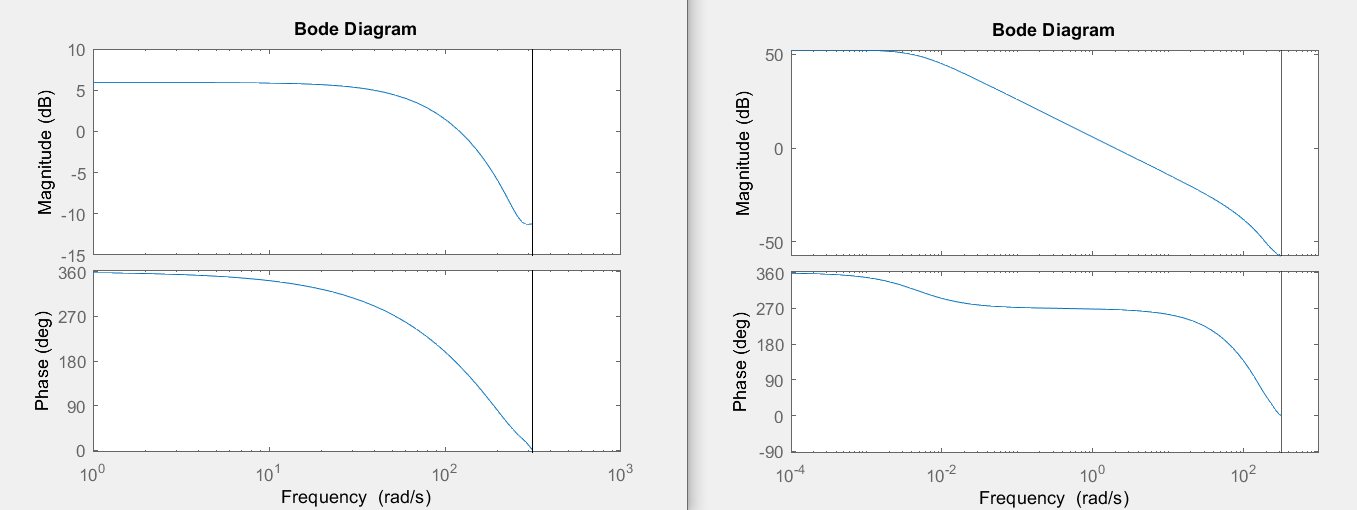 Bode Diagram
10
5
0
-5
-10
-15
Magnitude (dB)
360
270
180
90
0
Phase (deg)
10^0 10^1 10^2 10^3
Frequency (rad/s)
Bode Diagram
50
0
-50
Magnitude (dB)
360
270
180
90
0
-90
Phase (deg)
10^-4 10^-2 10^0 10^2
Frequency (rad/s)